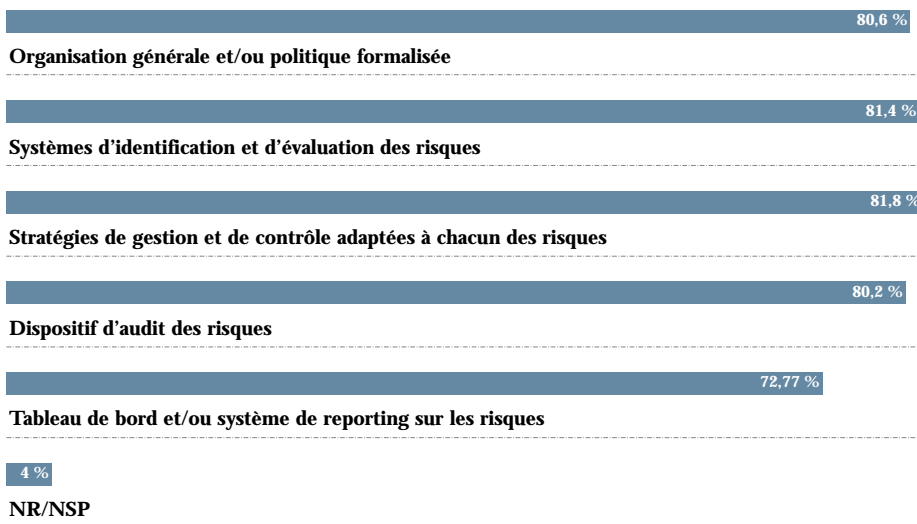 80,6 %
Organisation générale et/ou politique formalisée
81,4 %
Systèmes d’identification et d’évaluation des risques
81,8 %
Stratégies de gestion et de contrôle adaptées à chacun des risques
80,2 %
Dispositif d’audit des risques
72,77 %
Tableau de bord et/ou système de reporting sur les risques
4 %
NR/NSP